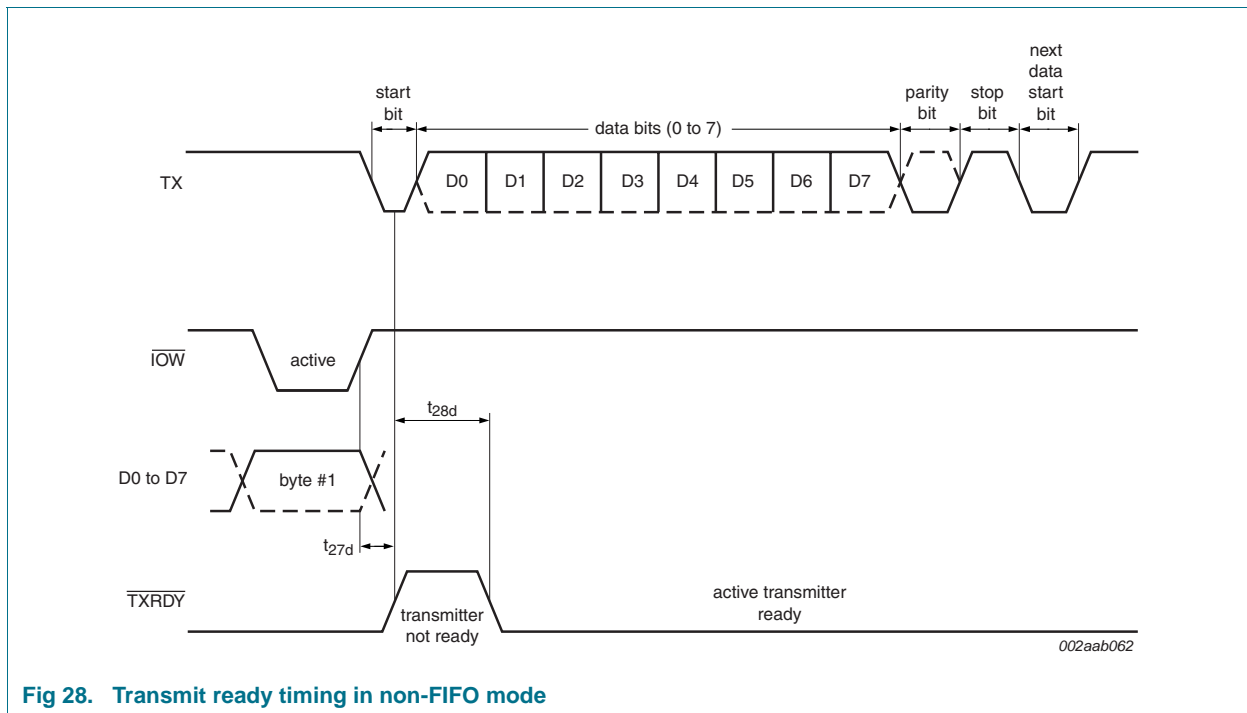 next
data
start
bit
start
bit
data bits (0 to 7)
parity
bit
stop
bit
TX
D0 D1 D2 D3 D4 D5 D6 D7
IOW
active
t28d
D0 to D7
byte #1
t27d
TXRDY
transmitter
not ready
active transmitter
ready
002aab062
Fig 28. Transmit ready timing in non-FIFO mode